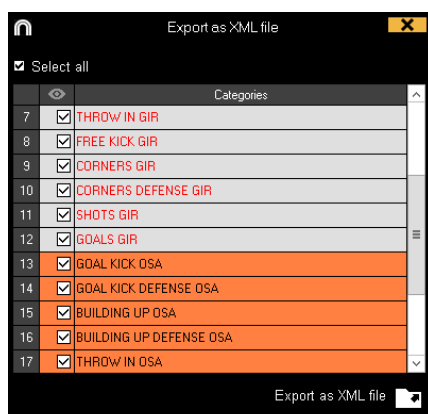 Export as XML file
Select all
Categories
7 THROW IN GIR
8 FREE KICK GIR
9 CORNERS GIR
10 CORNERS DEFENSE GIR
11 SHOTS GIR
12 GOALS GIR
13 GOAL KICK OSA
14 GOAL KICK DEFENSE OSA
15 BUILDING UP OSA
16 BUILDING UP DEFENSE OSA
17 THROW IN OSA
Export as XML file